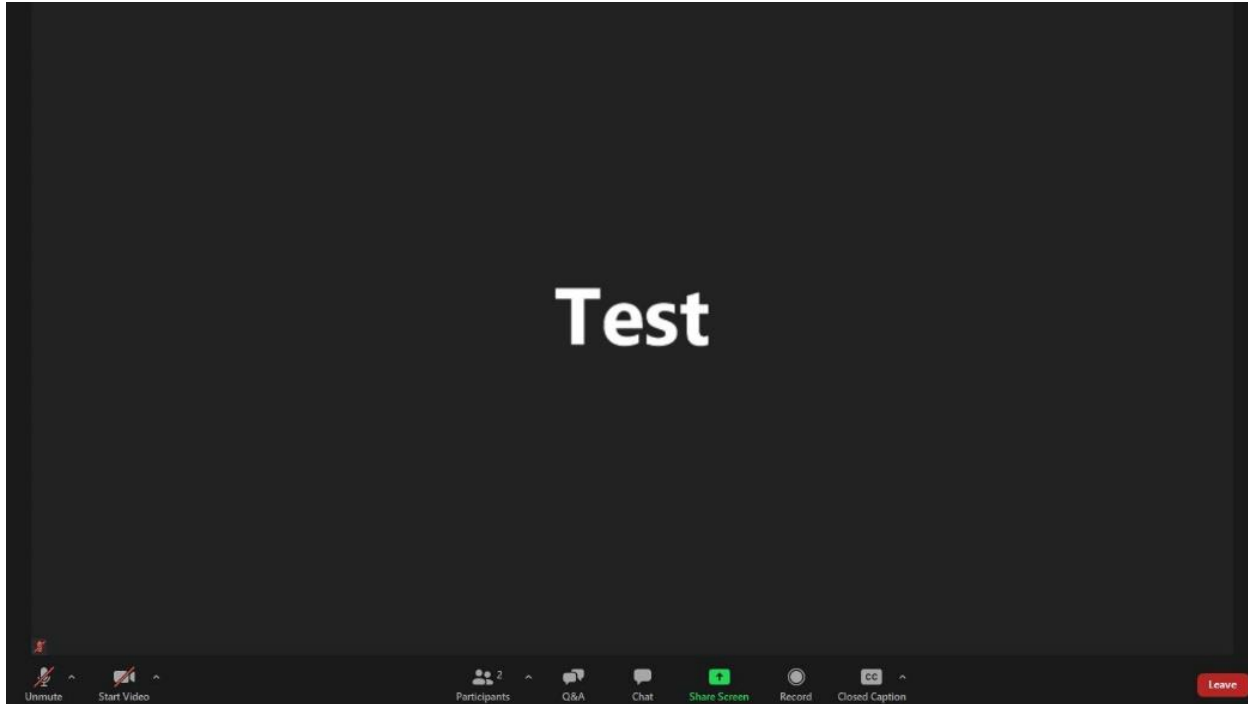 Test
Unmute
Start Video
2
Participants
Q&A
Chat
Share Screen
Record
CC
Closed Caption
Leave